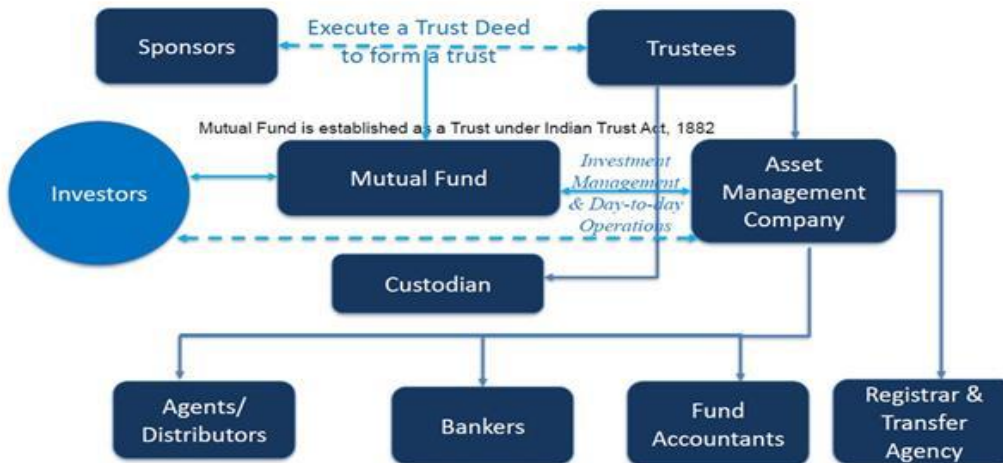 Sponsors
Execute a Trust Deed
to form a trust
Trustees
Mutual Fund is established as a Trust under Indian Trust Act, 1882
Investors
Mutual Fund
Investment
Management
& Day-to-day
Operations
Asset
Management
Company
Custodian
Agents/
Distributors
Bankers
Fund
Accountants
Registrar &
Transfer
Agency